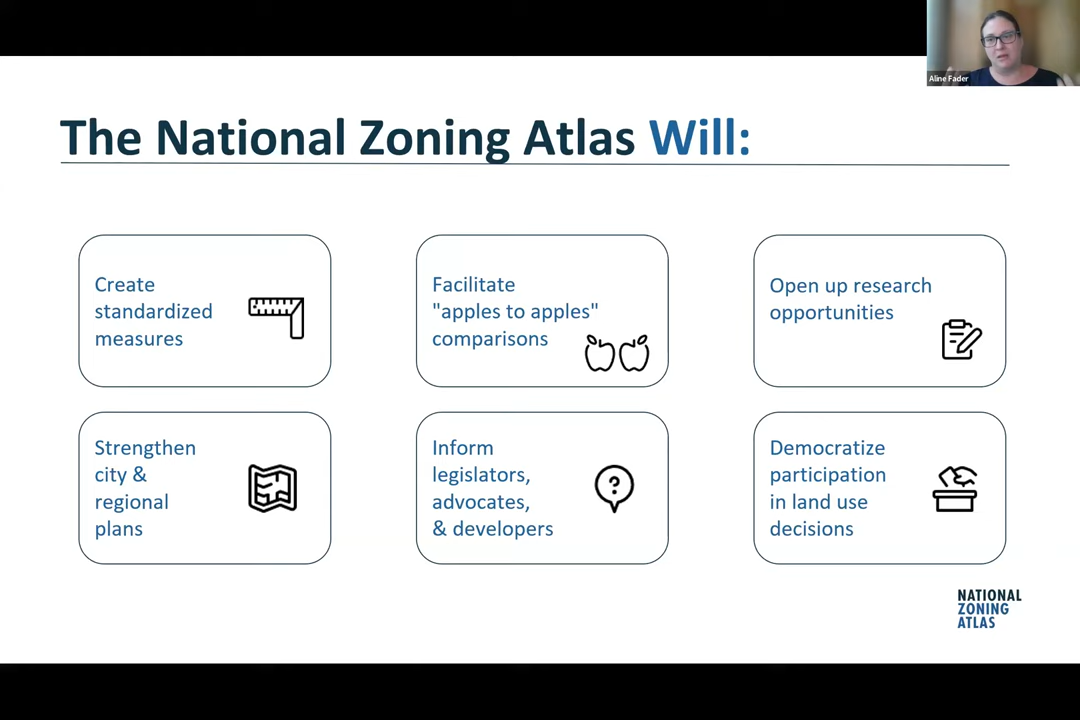 Aline Fader
The National Zoning Atlas Will:
Create
standardized
measures
Facilitate
"apples to apples"
comparisons
Open up research
opportunities
Strengthen
city &
regional
plans
Inform
legislators,
advocates,
& developers
?
Democratize
participation
in land use
decisions
NATIONAL
ZONING
ATLAS